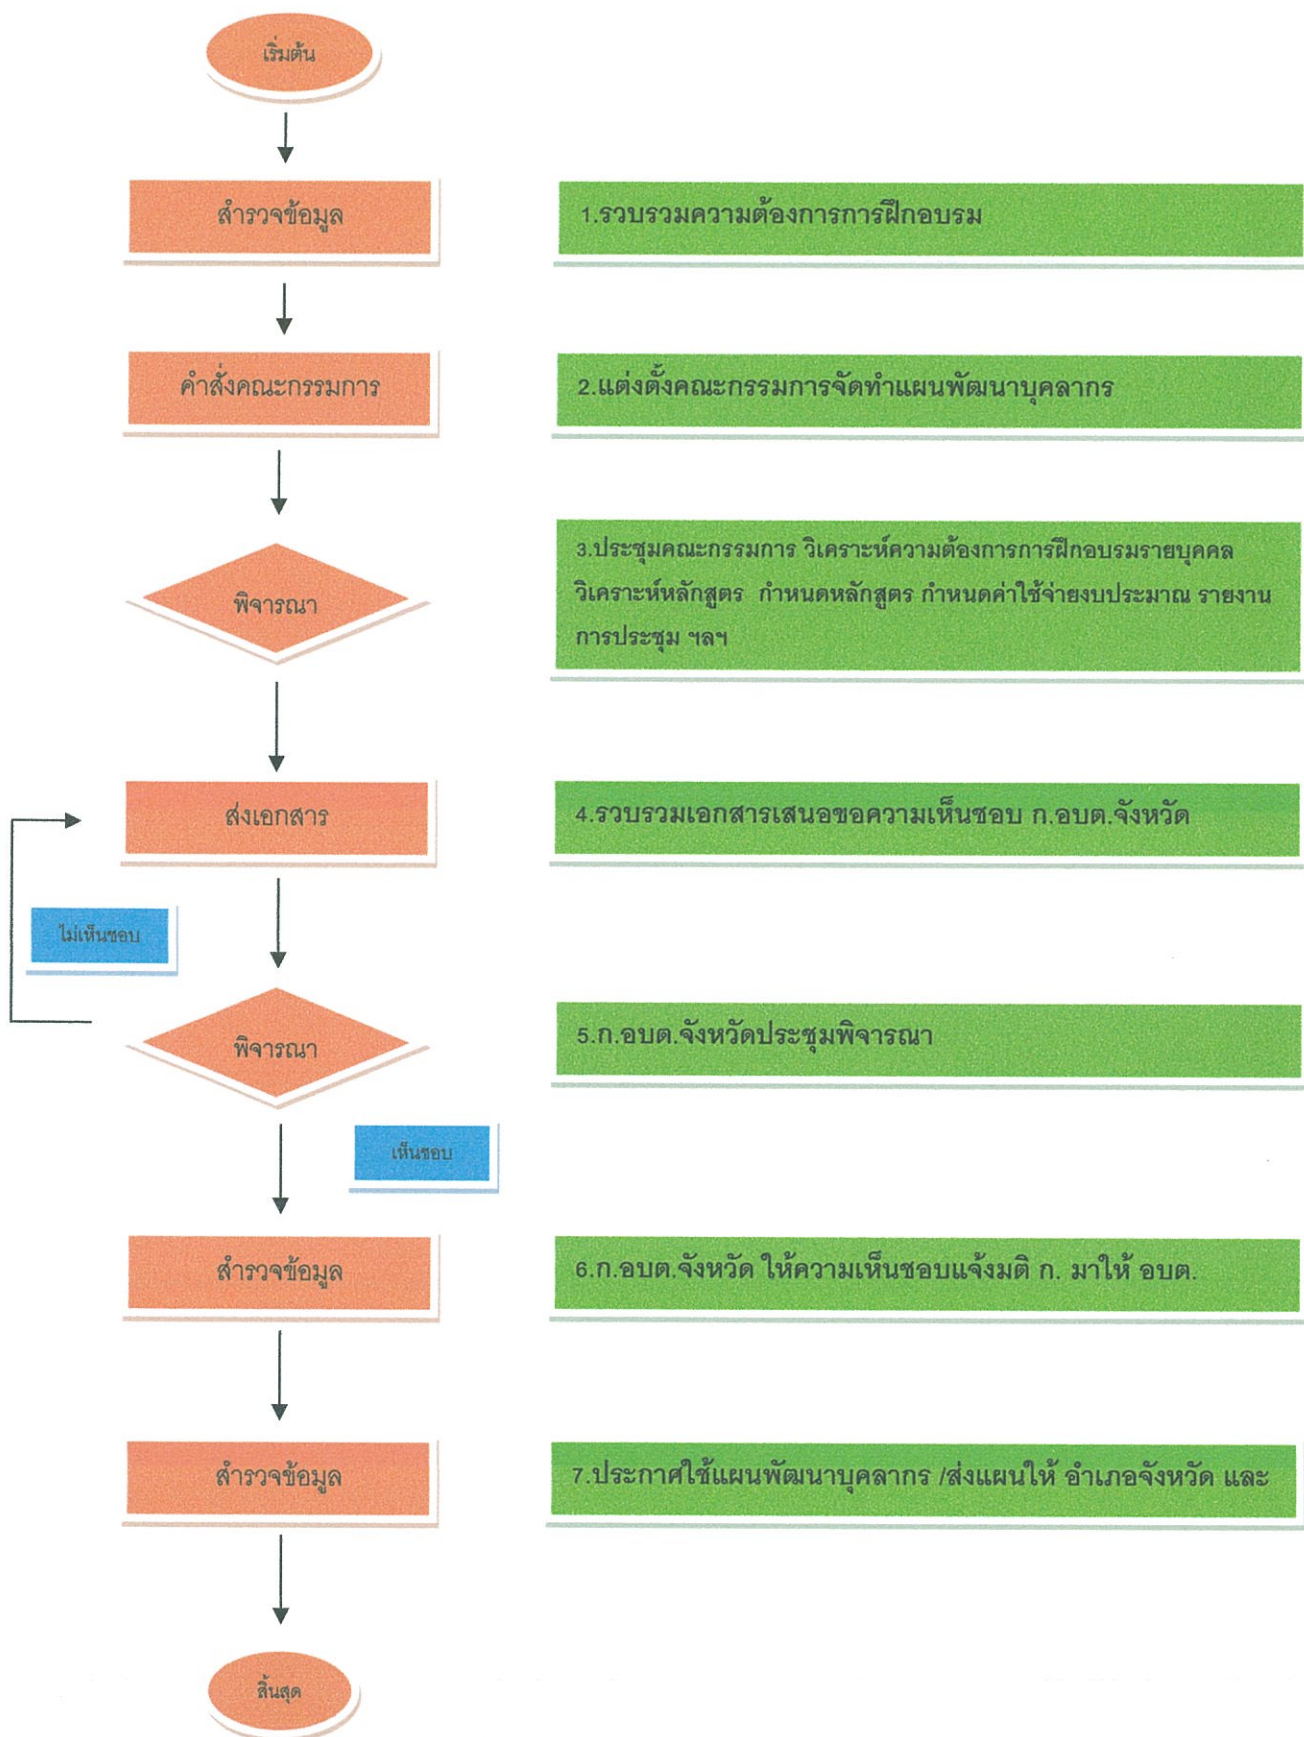 เริ่มต้น
สำรวจข้อมูล
1.รวบรวมความต้องการการฝึกอบรม
คำสั่งคณะกรรมการ
2.แต่งตั้งคณะกรรมการจัดทำแผนพัฒนาบุคลากร
พิจารณา
3.ประชุมคณะกรรมการ วิเคราะห์ความต้องการการฝึกอบรมรายบุคคล
วิเคราะห์หลักสูตร กำหนดหลักสูตร กำหนดค่าใช้จ่ายงบประมาณ รายงาน
การประชุม ฯลฯ
ส่งเอกสาร
4.รวบรวมเอกสารเสนอขอความเห็นชอบ ก.อบต.จังหวัด
ไม่เห็นชอบ
พิจารณา
5.ก.อบต.จังหวัดประชุมพิจารณา
เห็นชอบ
สำรวจข้อมูล
6.ก.อบต.จังหวัด ให้ความเห็นชอบแจ้งมติ ก. มาให้ อบต.
สำรวจข้อมูล
7.ประกาศใช้แผนพัฒนาบุคลากร /ส่งแผนให้ อำเภอจังหวัด และ
สิ้นสุด